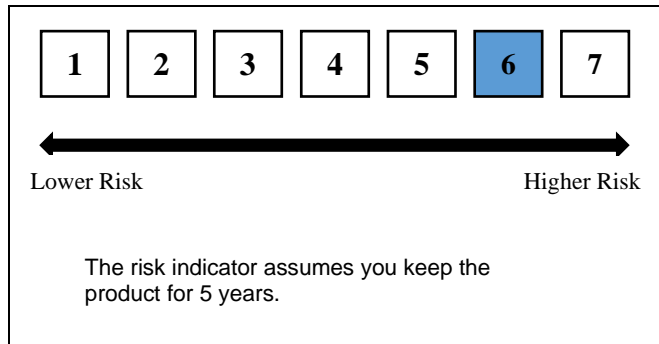 1 2 3 4 5 6 7
Lower Risk Higher Risk
The risk indicator assumes you keep the
product for 5 years.